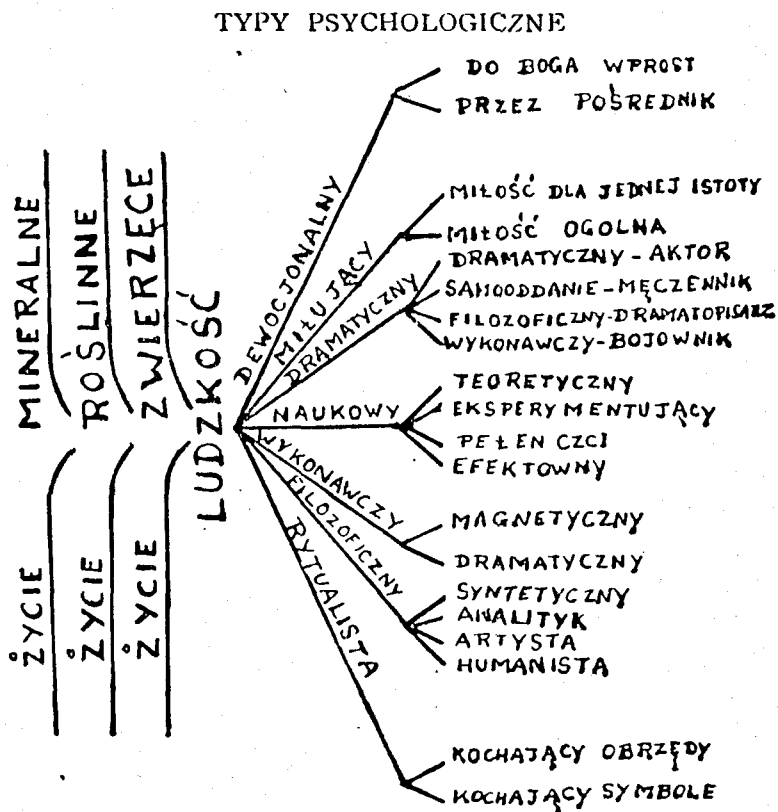 TYPY PSYCHOLOGICZNE
ŻYCIE MINERALNE
ŻYCIE ROŚLINNE
ŻYCIE ZWIERZĘCE
LUDZKOŚĆ
DEWOCJONALNY
DO BOGA WPROST
PRZEZ POŚREDNIK
MIŁUJĄCY
MIŁOŚĆ DLA JEDNEJ ISTOTY
MIŁOŚĆ OGOLNA
DRAMATYCZNY
DRAMATYCZNY-AKTOR
SAMOODDANIE-MĘCZENNIK
FILOZOFICZNY-DRAMATOPISARZ
WYKONAWCZY-BOJOWNIK
NAUKOWY
TEORETYCZNY
EKSPERYMENTUJĄCY
PEŁEN CZCI
EFEKTOWNY
WYKONAWCZY
MAGNETYCZNY
DRAMATYCZNY
FILOZOFICZNY
SYNTETYCZNY
ANALITYK
ARTYSTA
HUMANISTA
RYTUALISTA
KOCHAJĄCY OBRZĘDY
KOCHAJĄCY SYMBOLE